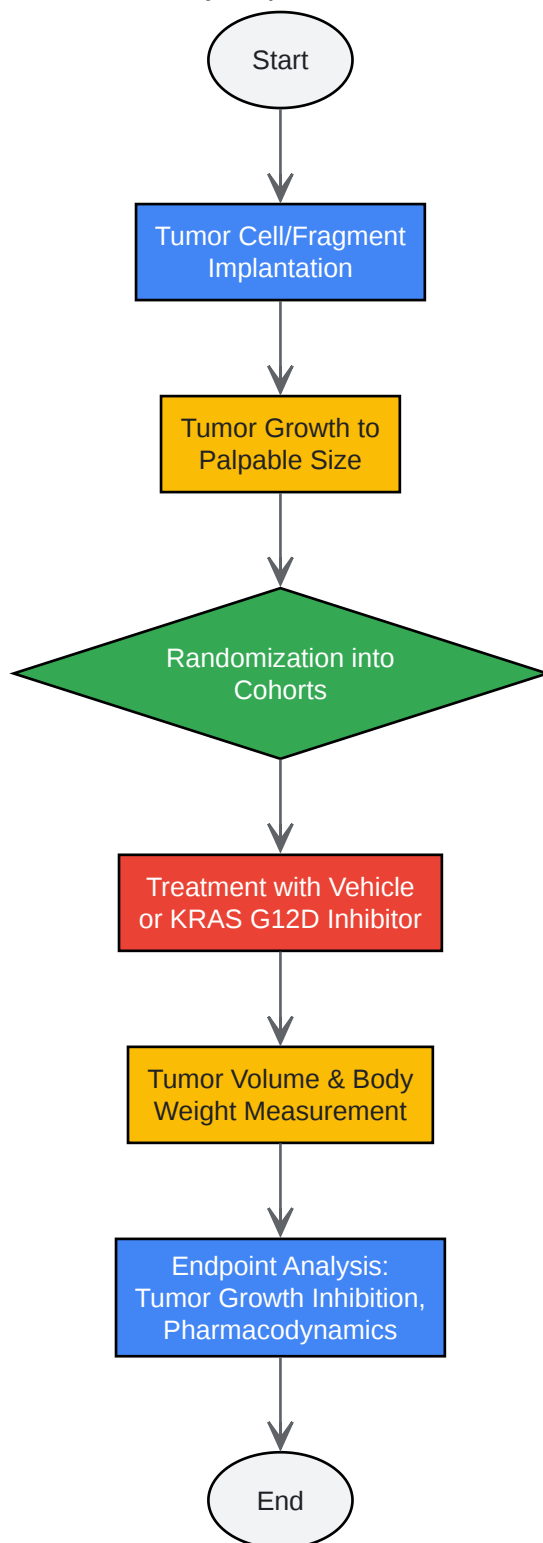 Start
Tumor Cell/Fragment
Implantation
Tumor Growth to
Palpable Size
Randomization into
Cohorts
Treatment with Vehicle
or KRAS G12D Inhibitor
Tumor Volume & Body
Weight Measurement
Endpoint Analysis:
Tumor Growth Inhibition,
Pharmacodynamics
End